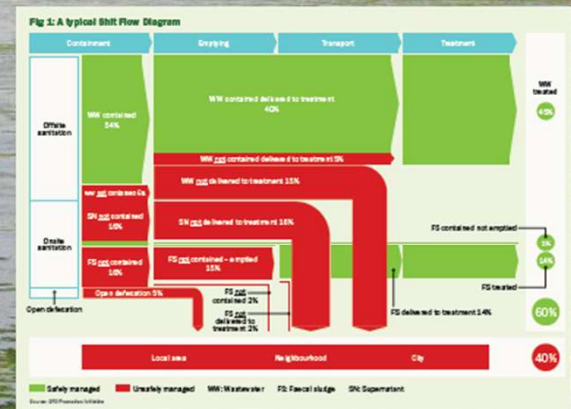 Fig 1: A typical Shit Flow Diagram
Containment
Emptying
Transport
Treatment
Offsite
sanitation
Onsite
sanitation
Open defecation
WW contained
54%
WW contained delivered to treatment
40%
WW
treated
WW not contained delivered to treatment 5%
WW not delivered to treatment 15%
WW not contained
SN not contained
16%
SN not delivered to treatment 16%
FS contained not emptied
FS not contained
16%
FS not contained – emptied
15%
14%
FS treated
Open defecation 5%
FS not
contained 2%
FS not
delivered to
treatment 2%
FS delivered to treatment 14%
60%
Local area
Neighbourhood
City
40%
Safely managed
Unsafely managed
WW: Wastewater
FS: Faecal sludge
SN: Supernatant
Source: SFD Promotion Initiative